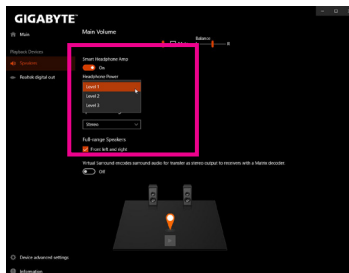 GIGABYTE™
Main
Main Volume
Balance
R
Playback Devices
Speakers
Realtek digital out
Smart Headphone Amp
On
Headphone Power
Level 1
Level 2
Level 3
Stereo
Full-range Speakers
Front left and right
Virtual Surround encodes surround audio for transfer as stereo output to receivers with a Matrix decoder.
Off
Device advanced settings
Information